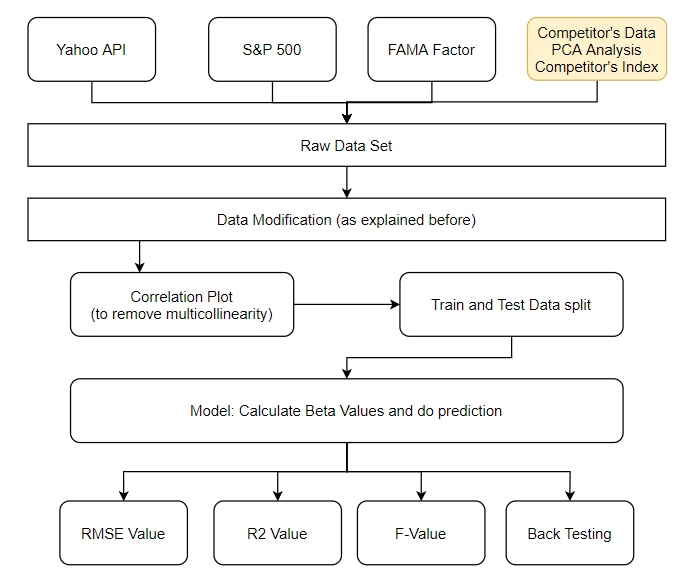 Yahoo API
S&P 500
FAMA Factor
Competitor's Data
PCA Analysis
Competitor's Index
Raw Data Set
Data Modification (as explained before)
Correlation Plot
(to remove multicollinearity)
Train and Test Data split
Model: Calculate Beta Values and do prediction
RMSE Value
R2 Value
F-Value
Back Testing